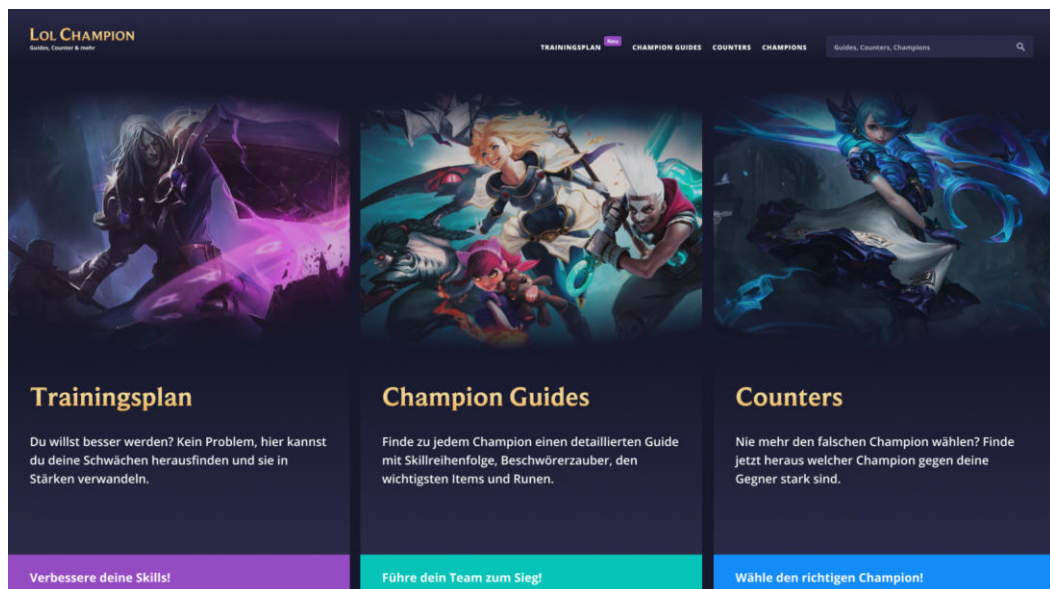 LOL CHAMPION
Guides, Counter & mehr
TRAININGSPLAN Neu CHAMPION GUIDES COUNTERS CHAMPIONS Guides, Counters, Champions
Trainingsplan
Du willst besser werden? Kein Problem, hier kannst
du deine Schwächen herausfinden und sie in
Stärken verwandeln.
Verbessere deine Skills!
Champion Guides
Finde zu jedem Champion einen detaillierten Guide
mit Skillreihenfolge, Beschwörerzauber, den
wichtigsten Items und Runen.
Führe dein Team zum Sieg!
Counters
Nie mehr den falschen Champion wählen? Finde
jetzt heraus welcher Champion gegen deine
Gegner stark sind.
Wähle den richtigen Champion!